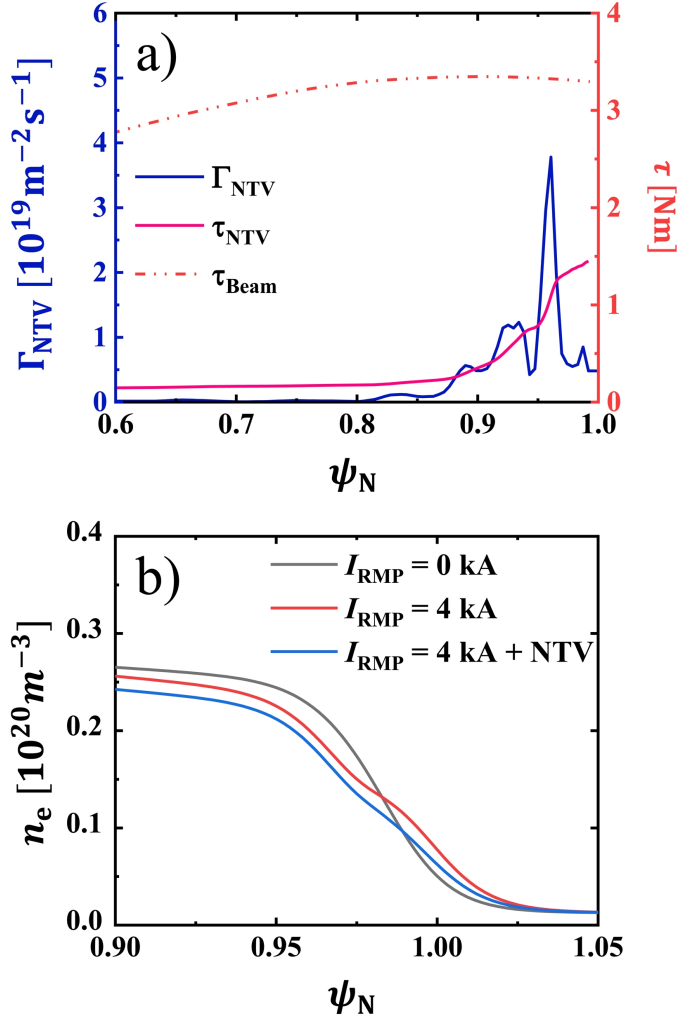 a)
6
5
4
3
2
1
0
Γ_NTV [10^19 m^−2 s^−1]
Γ_NTV
τ_NTV
τ_Beam
4
3
2
1
0
τ [Nm]
0.6 0.7 0.8 0.9 1.0
ψ_N
b)
I_RMP = 0 kA
I_RMP = 4 kA
I_RMP = 4 kA + NTV
0.4
0.3
0.2
0.1
0.0
n_e [10^20 m^−3]
0.90 0.95 1.00 1.05
ψ_N